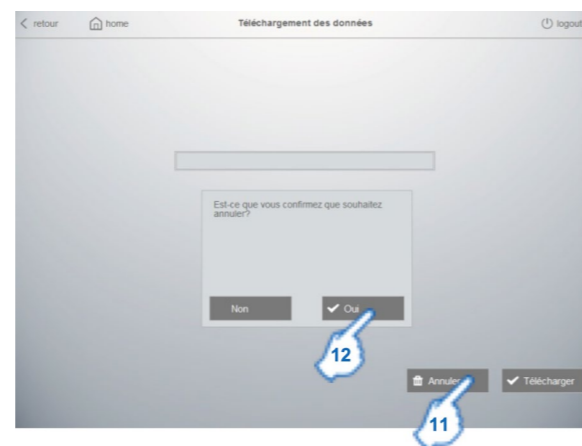 retour home Téléchargement des données logout
Est-ce que vous confirmez que souhaitez
annuler?
Non Oui
12
Annuler Télécharger
11